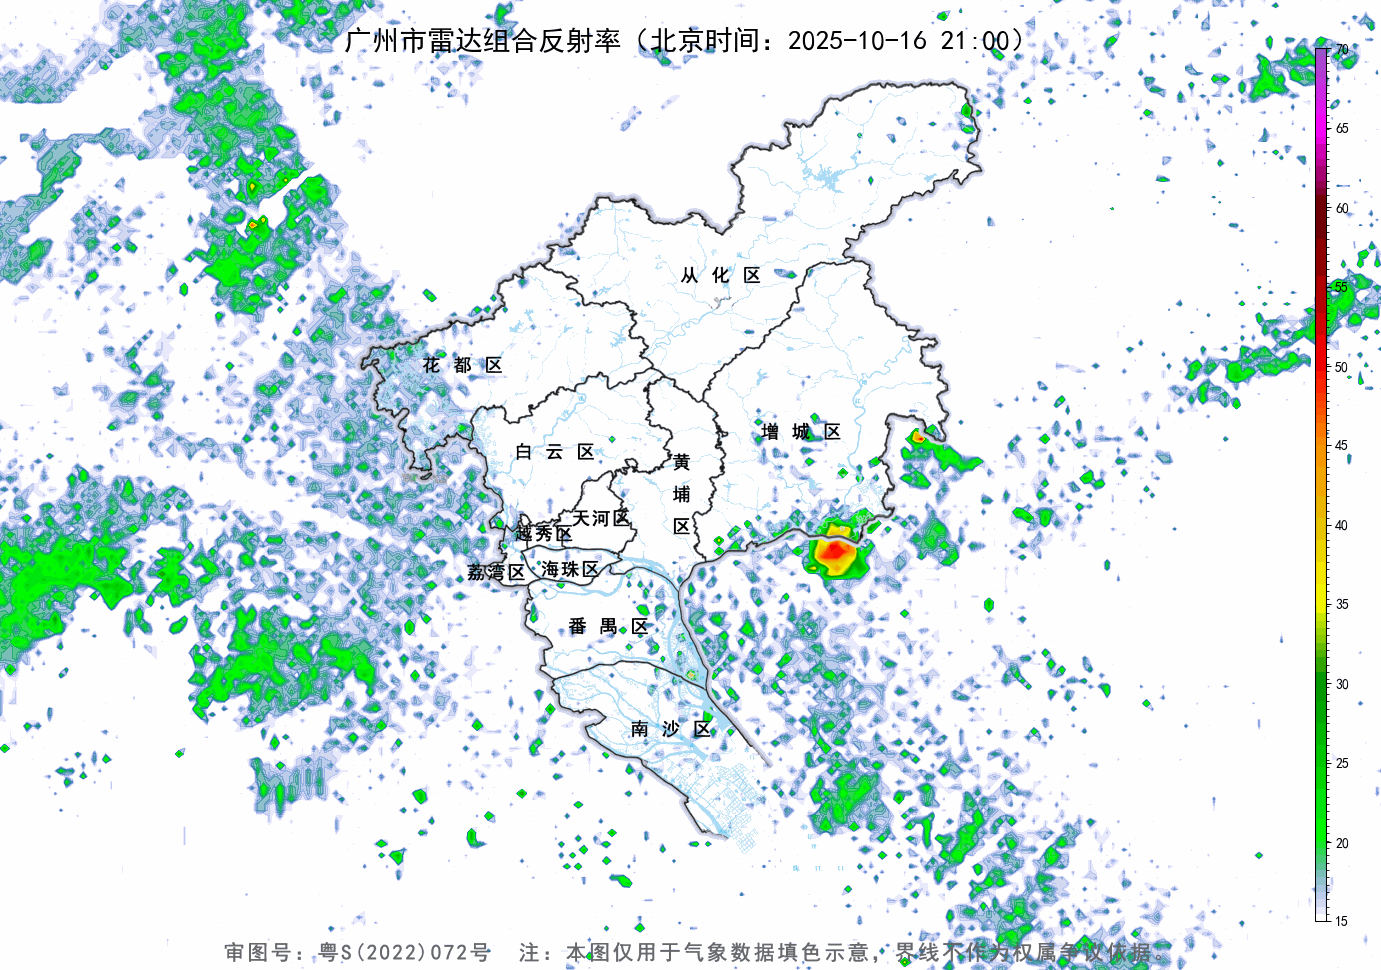 广州市雷达组合反射率（北京时间：2025-10-16 21:00）
70
65
60
55
50
45
40
35
30
25
20
15
从化区
花都区
增城区
白云区
黄埔区
天河区
越秀区
海珠区
荔湾区
番禺区
南沙区
审图号：粤S(2022)072号 注：本图仅用于气象数据填色示意，界线不作为权属争议依据。